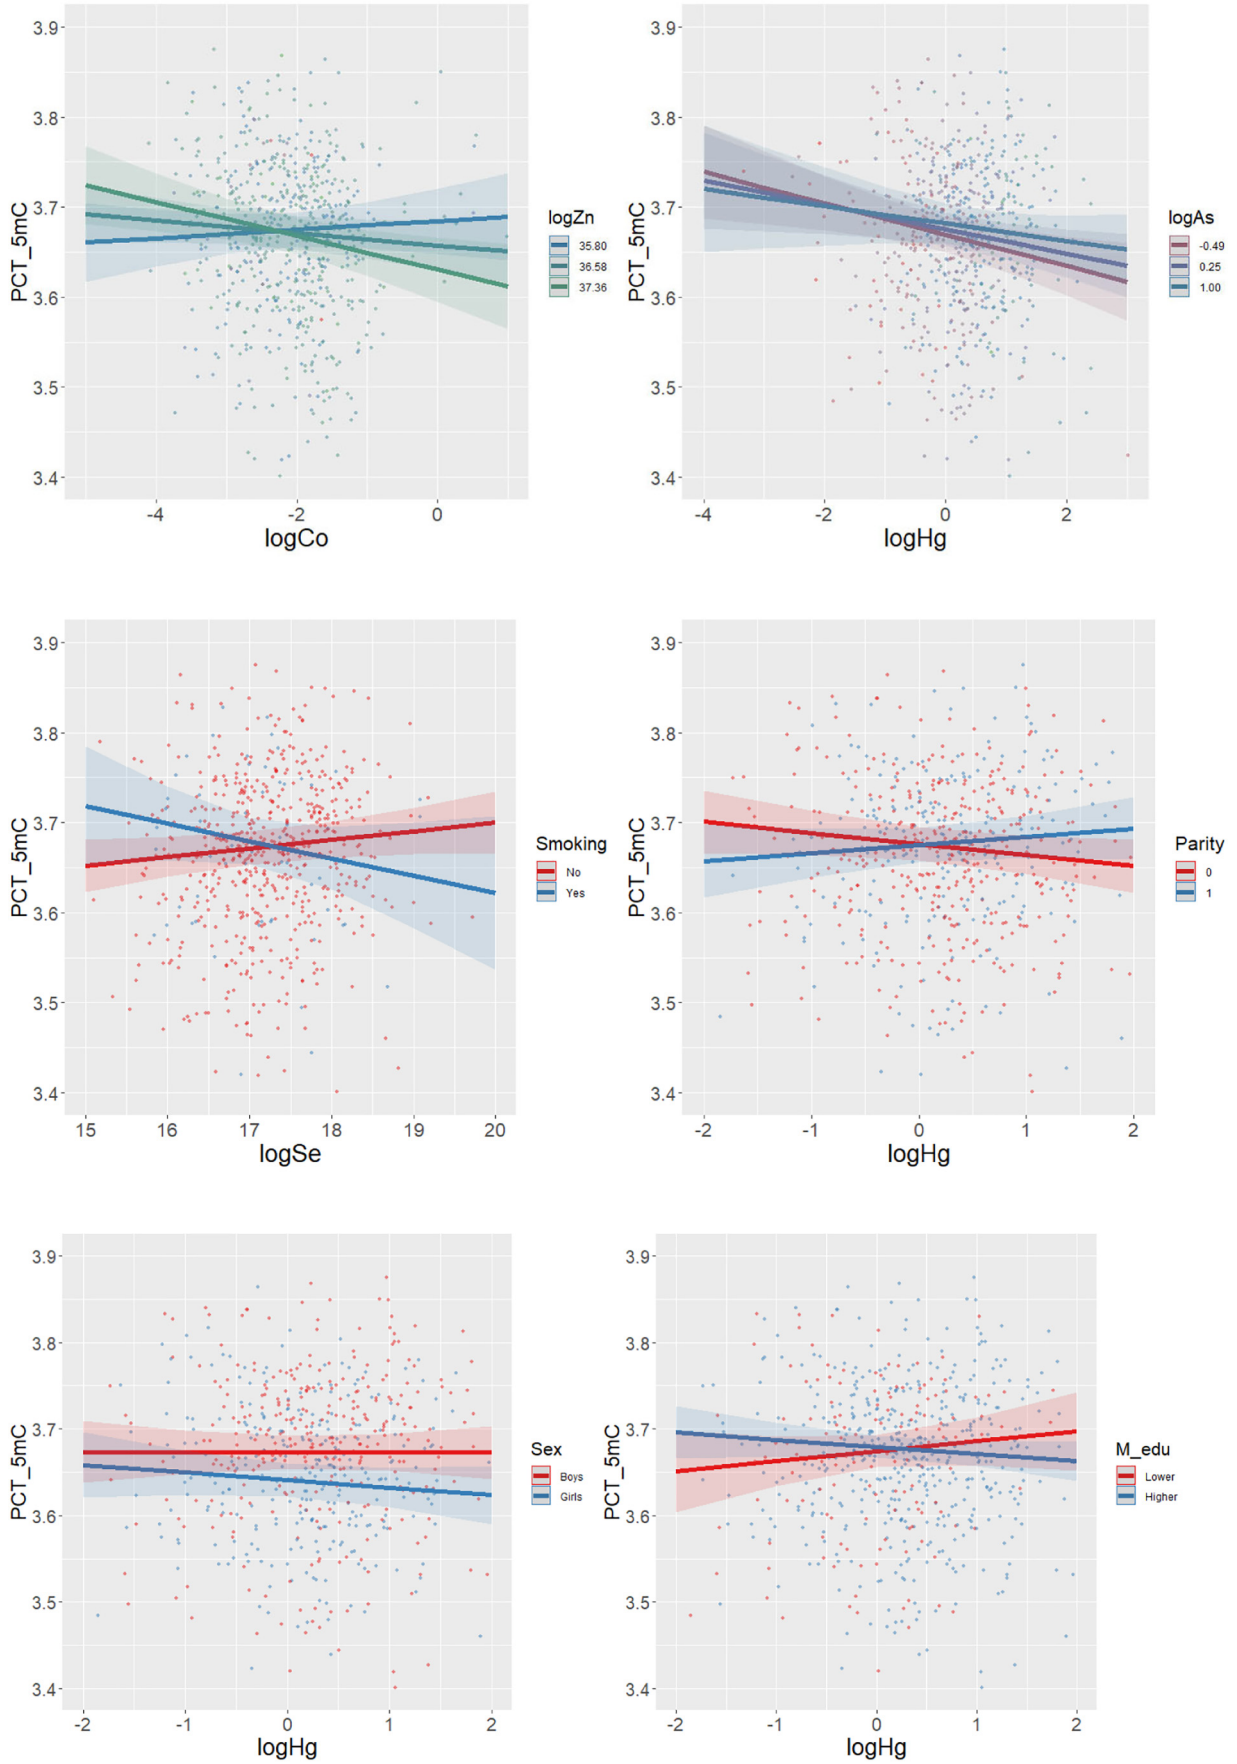 3.9
3.8
3.7
3.6
3.5
3.4
PCT_5mC
-4 -2 0
logCo
logZn
35.80
36.58
37.36
3.9
3.8
3.7
3.6
3.5
3.4
PCT_5mC
-4 -2 0 2
logHg
logAs
-0.49
0.25
1.00
3.9
3.8
3.7
3.6
3.5
3.4
PCT_5mC
15 16 17 18 19 20
logSe
Smoking
No
Yes
3.9
3.8
3.7
3.6
3.5
3.4
PCT_5mC
-2 -1 0 1 2
logHg
Parity
0
1
3.9
3.8
3.7
3.6
3.5
3.4
PCT_5mC
-2 -1 0 1 2
logHg
Sex
Boys
Girls
3.9
3.8
3.7
3.6
3.5
3.4
PCT_5mC
-2 -1 0 1 2
logHg
M_edu
Lower
Higher